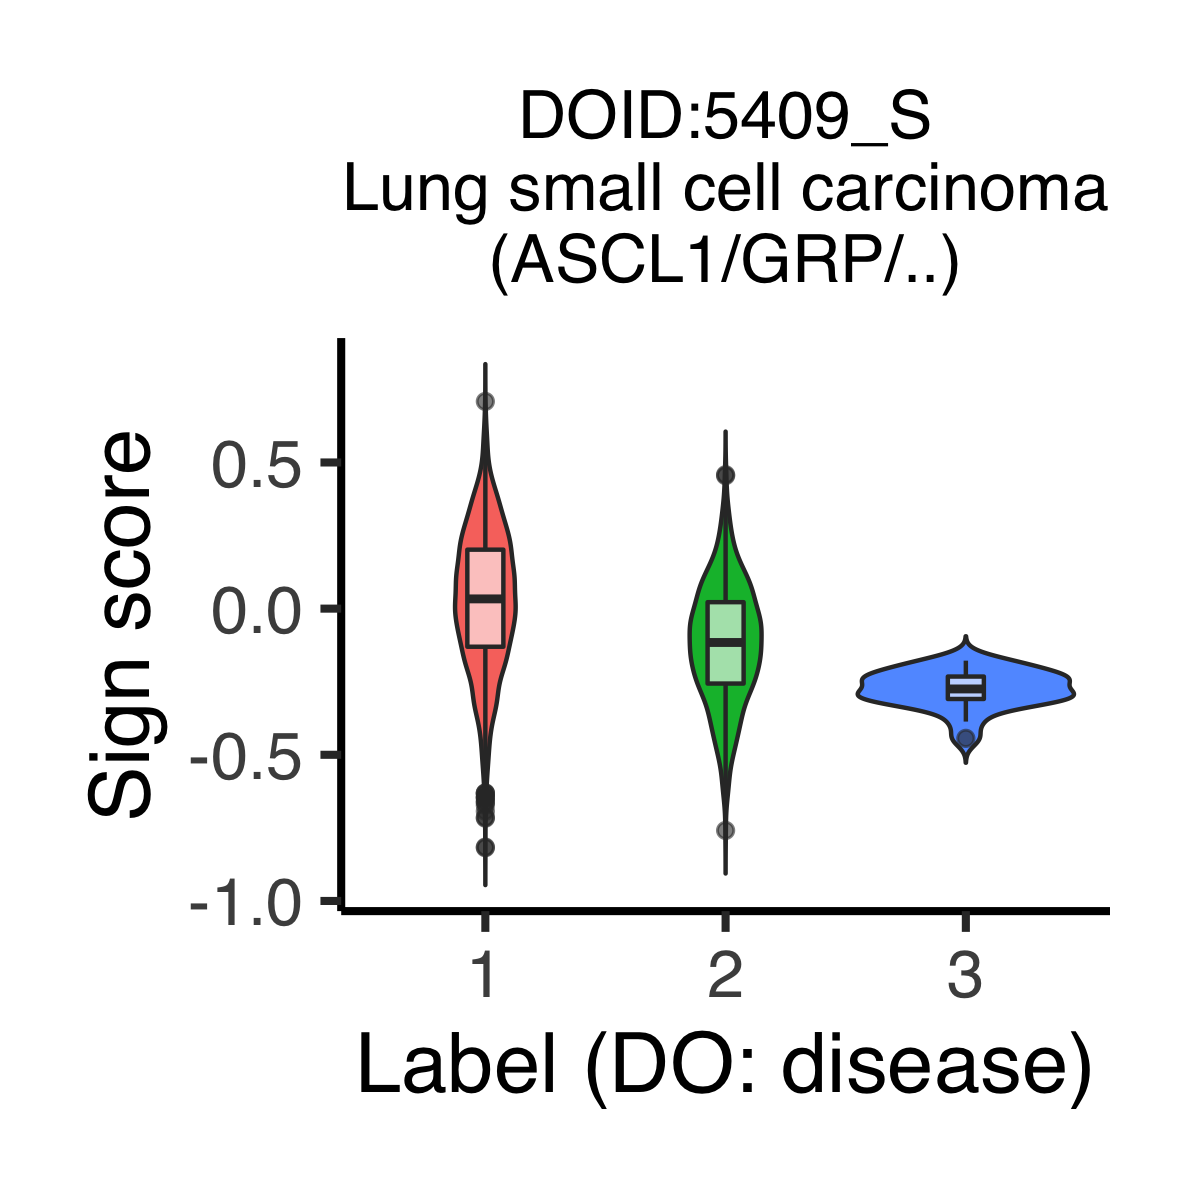 DOID:5409_S
Lung small cell carcinoma
(ASCL1/GRP/..)
Sign score
0.5
0.0
-0.5
-1.0
1 2 3
Label (DO: disease)